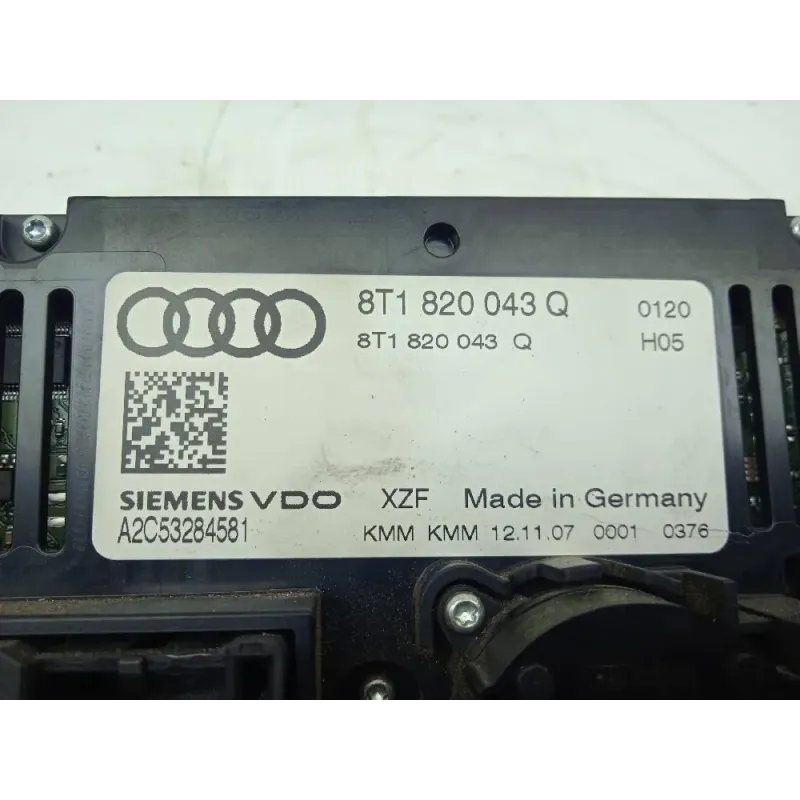 8T1 820 043 Q 0120
8T1 820 043 Q H05
SIEMENS VDO XZF Made in Germany
A2C53284581 KMM KMM 12.11.07 0001 0376